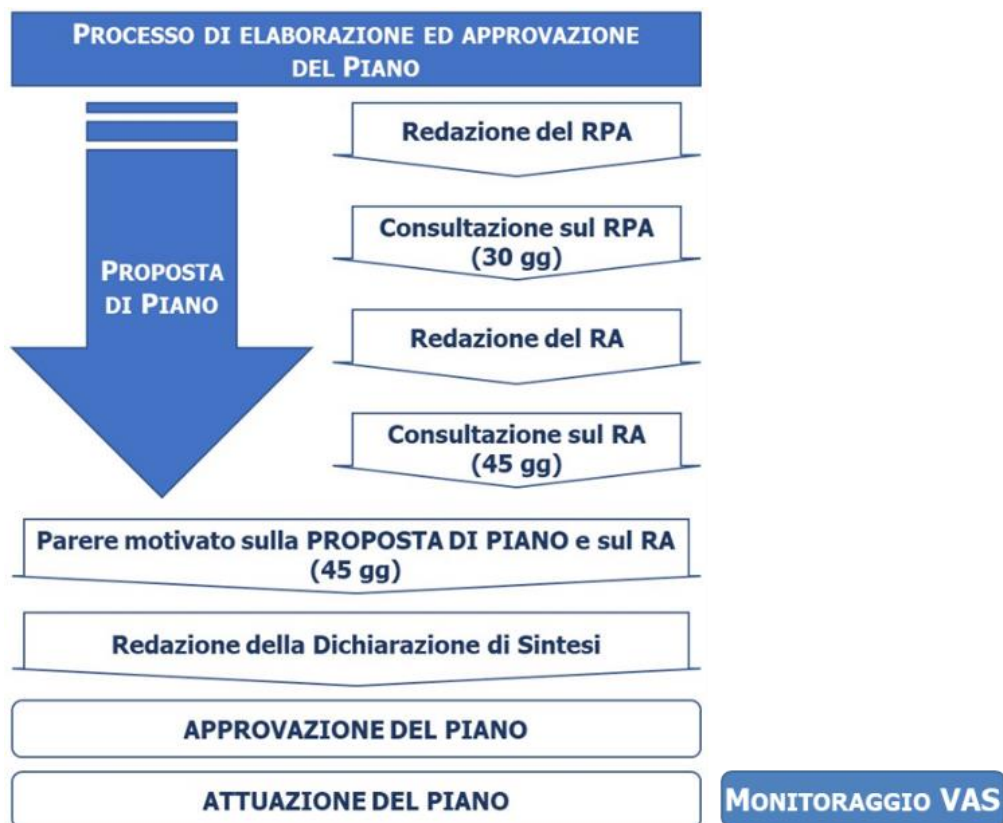 PROCESSO DI ELABORAZIONE ED APPROVAZIONE
DEL PIANO
PROPOSTA
DI PIANO
Redazione del RPA
Consultazione sul RPA
(30 gg)
Redazione del RA
Consultazione sul RA
(45 gg)
Parere motivato sulla PROPOSTA DI PIANO e sul RA
(45 gg)
Redazione della Dichiarazione di Sintesi
APPROVAZIONE DEL PIANO
ATTUAZIONE DEL PIANO
MONITORAGGIO VAS